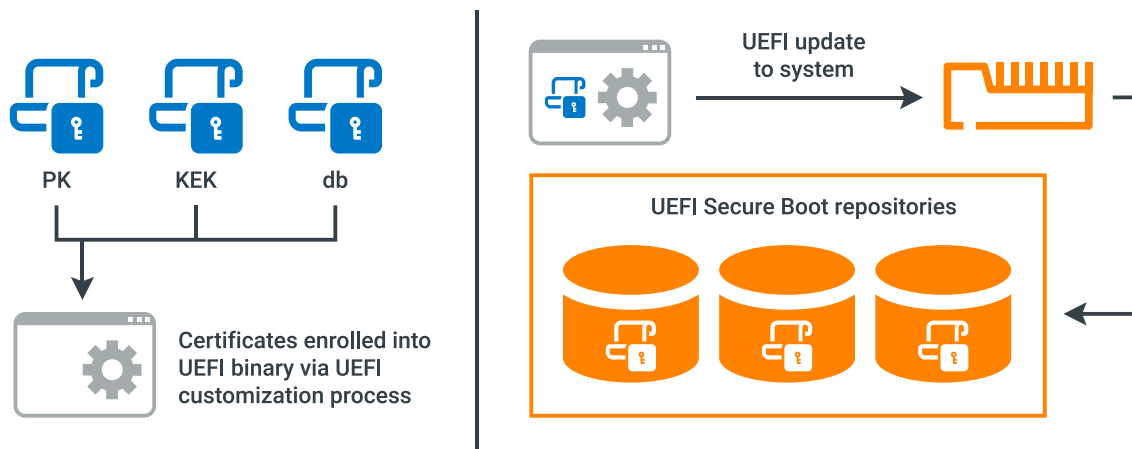 PK
KEK
db
Certificates enrolled into
UEFI binary via UEFI
customization process
UEFI update
to system
UEFI Secure Boot repositories